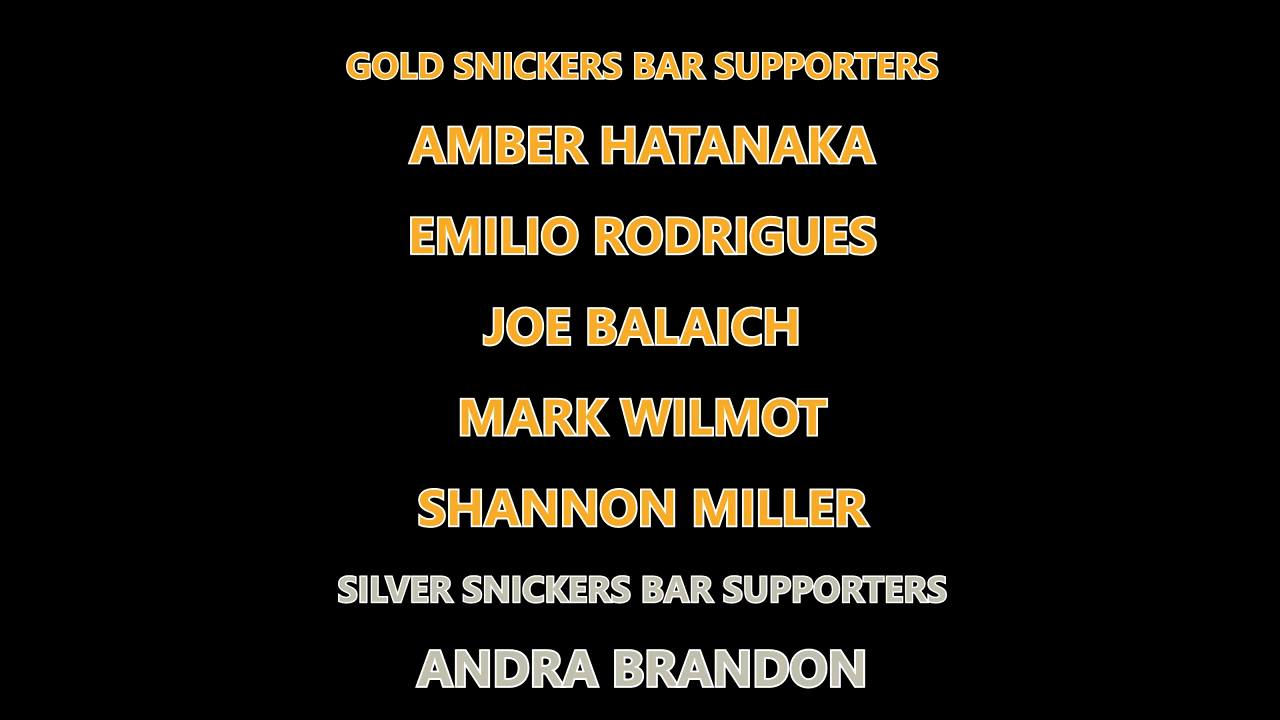 GOLD SNICKERS BAR SUPPORTERS
AMBER HATANAKA
EMILIO RODRIGUES
JOE BALAICH
MARK WILMOT
SHANNON MILLER
SILVER SNICKERS BAR SUPPORTERS
ANDRA BRANDON